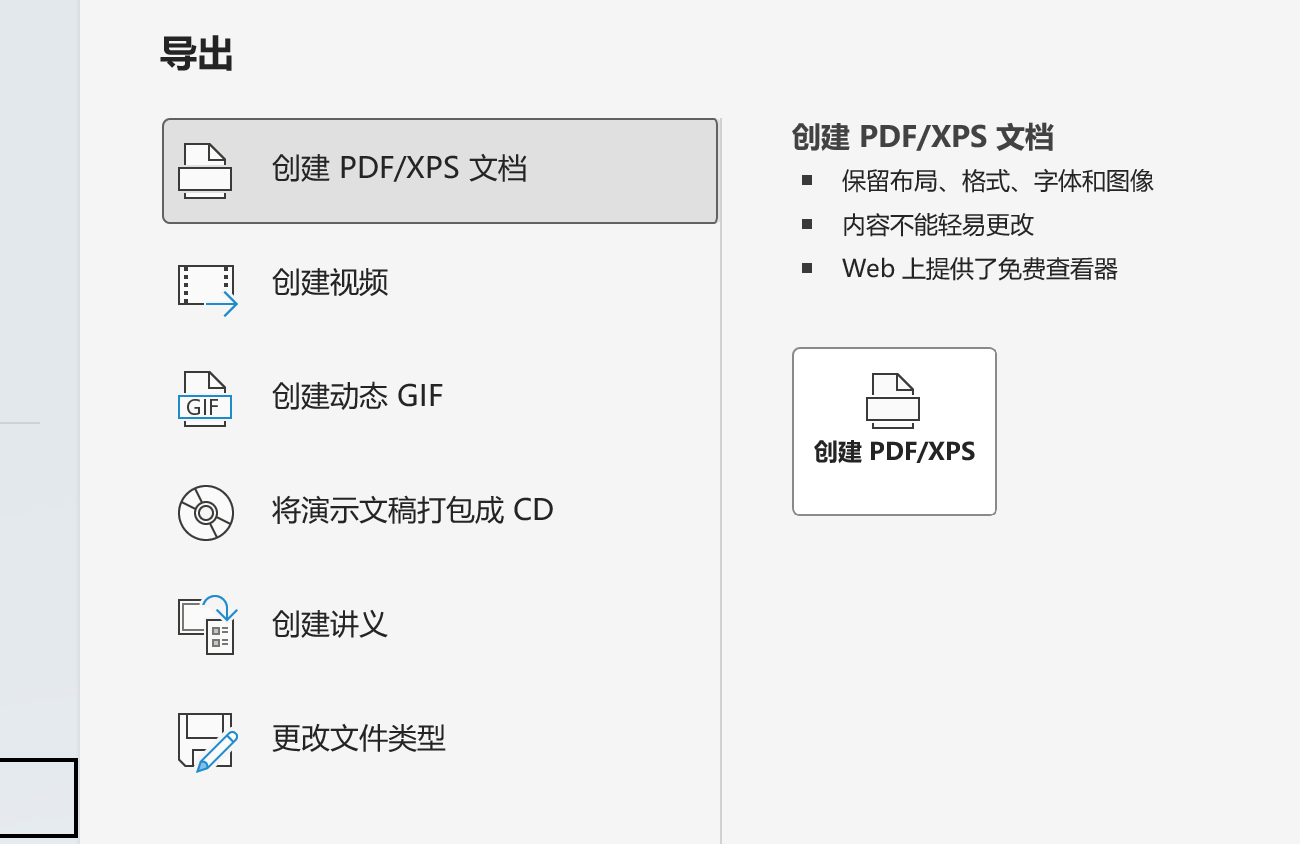 导出
创建 PDF/XPS 文档
创建视频
GIF
创建动态 GIF
将演示文稿打包成 CD
创建讲义
更改文件类型
创建 PDF/XPS 文档
保留布局、格式、字体和图像
内容不能轻易更改
Web 上提供了免费查看器
创建 PDF/XPS